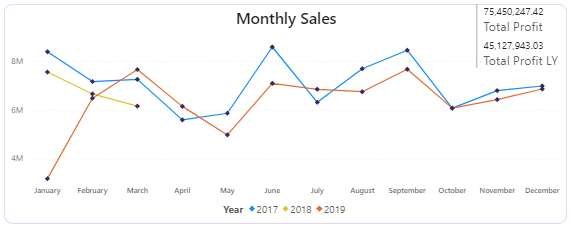 Monthly Sales
75,450,247.42
Total Profit
45,127,943.03
Total Profit LY
8M
6M
4M
January February March April May June July August September October November December
Year 2017 2018 2019